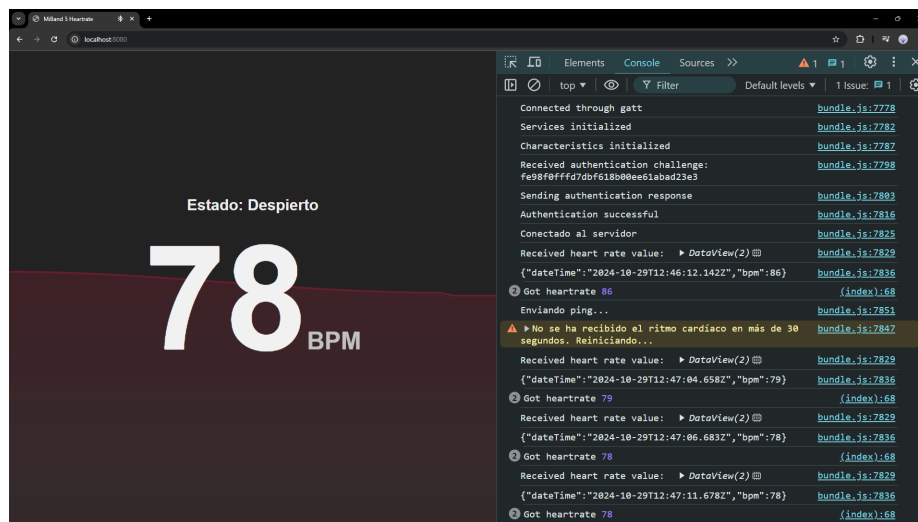 Miband 5 Heartrate
localhost:8080
Elements Console Sources 1 1
top Filter Default levels 1 Issue: 1
Estado: Despierto
78 BPM
Connected through gatt bundle.js:7778
Services initialized bundle.js:7782
Characteristics initialized bundle.js:7787
Received authentication challenge: bundle.js:7798
fe98f0fffd7dbf618b00ee61abad23e3
Sending authentication response bundle.js:7803
Authentication successful bundle.js:7816
Conectado al servidor bundle.js:7825
Received heart rate value: DataView(2) bundle.js:7829
{"dateTime":"2024-10-29T12:46:12.142Z","bpm":86} bundle.js:7836
2 Got heartrate 86 (index):68
Enviando ping... bundle.js:7851
No se ha recibido el ritmo cardíaco en más de 30 bundle.js:7847
segundos. Reiniciando...
Received heart rate value: DataView(2) bundle.js:7829
{"dateTime":"2024-10-29T12:47:04.658Z","bpm":79} bundle.js:7836
2 Got heartrate 79 (index):68
Received heart rate value: DataView(2) bundle.js:7829
{"dateTime":"2024-10-29T12:47:06.683Z","bpm":78} bundle.js:7836
2 Got heartrate 78 (index):68
Received heart rate value: DataView(2) bundle.js:7829
{"dateTime":"2024-10-29T12:47:11.678Z","bpm":78} bundle.js:7836
2 Got heartrate 78 (index):68